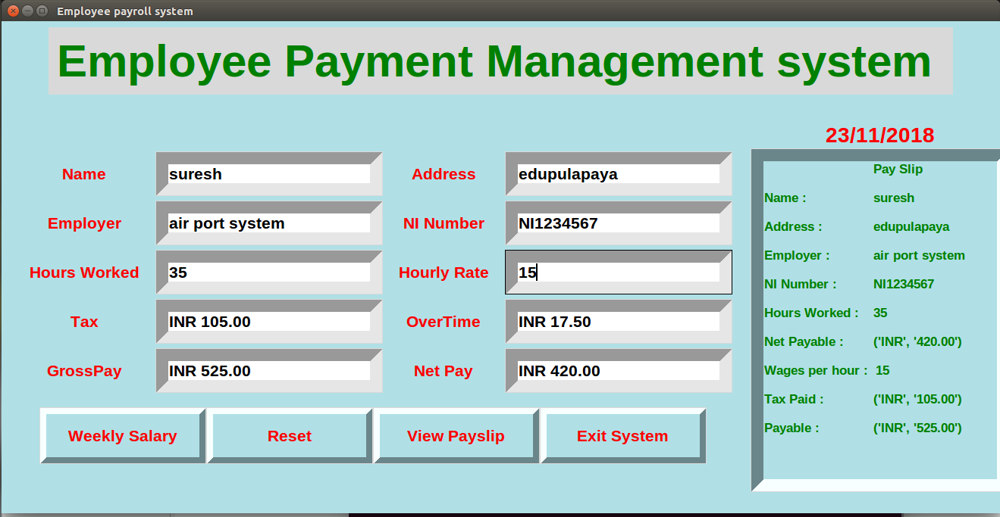 Employee payroll system
Employee Payment Management system
23/11/2018
Name suresh Address edupulapaya
Employer air port system NI Number NI1234567
Hours Worked 35 Hourly Rate 15
Tax INR 105.00 OverTime INR 17.50
GrossPay INR 525.00 Net Pay INR 420.00
Weekly Salary Reset View Payslip Exit System
Pay Slip
Name : suresh
Address : edupulapaya
Employer : air port system
NI Number : NI1234567
Hours Worked : 35
Net Payable : ('INR', '420.00')
Wages per hour : 15
Tax Paid : ('INR', '105.00')
Payable : ('INR', '525.00')